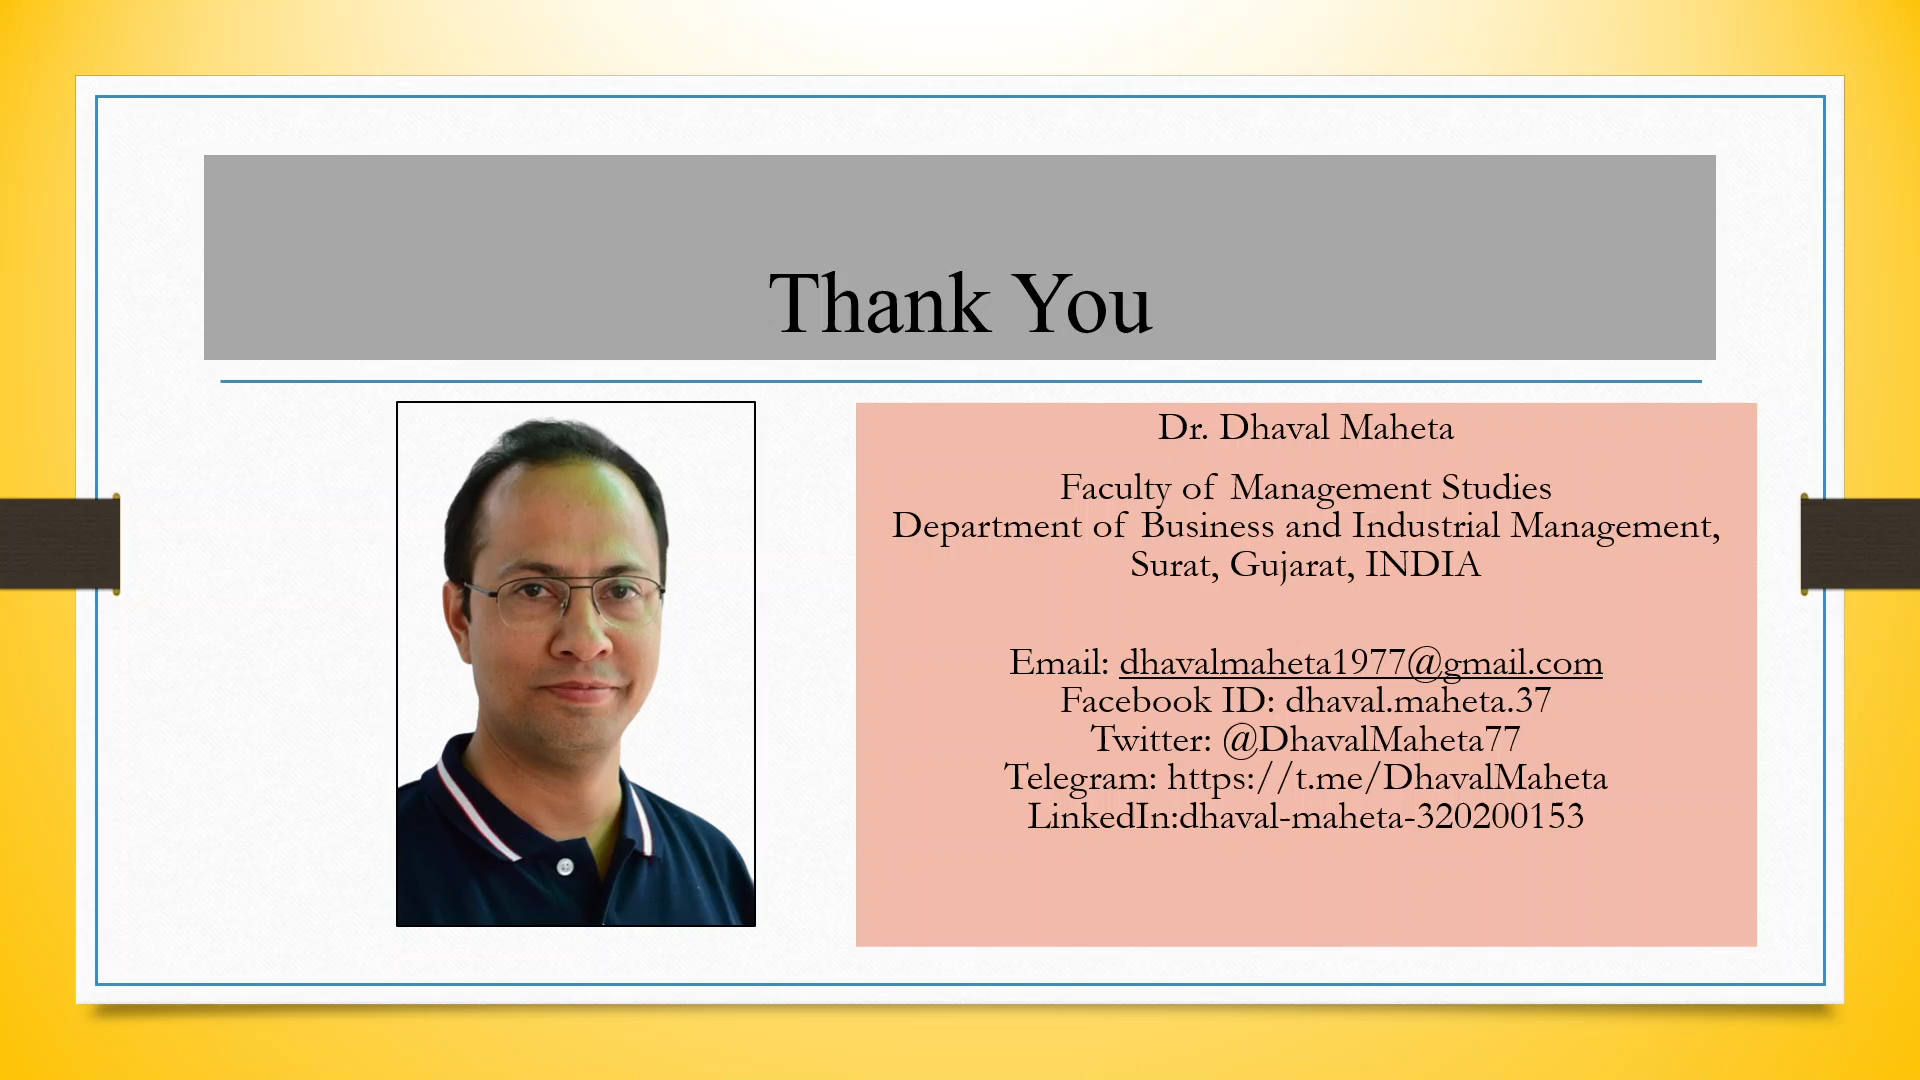 Thank You
Dr. Dhaval Maheta
Faculty of Management Studies
Department of Business and Industrial Management,
Surat, Gujarat, INDIA
Email: dhavalmaheta1977@gmail.com
Facebook ID: dhaval.maheta.37
Twitter: @DhavalMaheta77
Telegram: https://t.me/DhavalMaheta
LinkedIn:dhaval-maheta-320200153